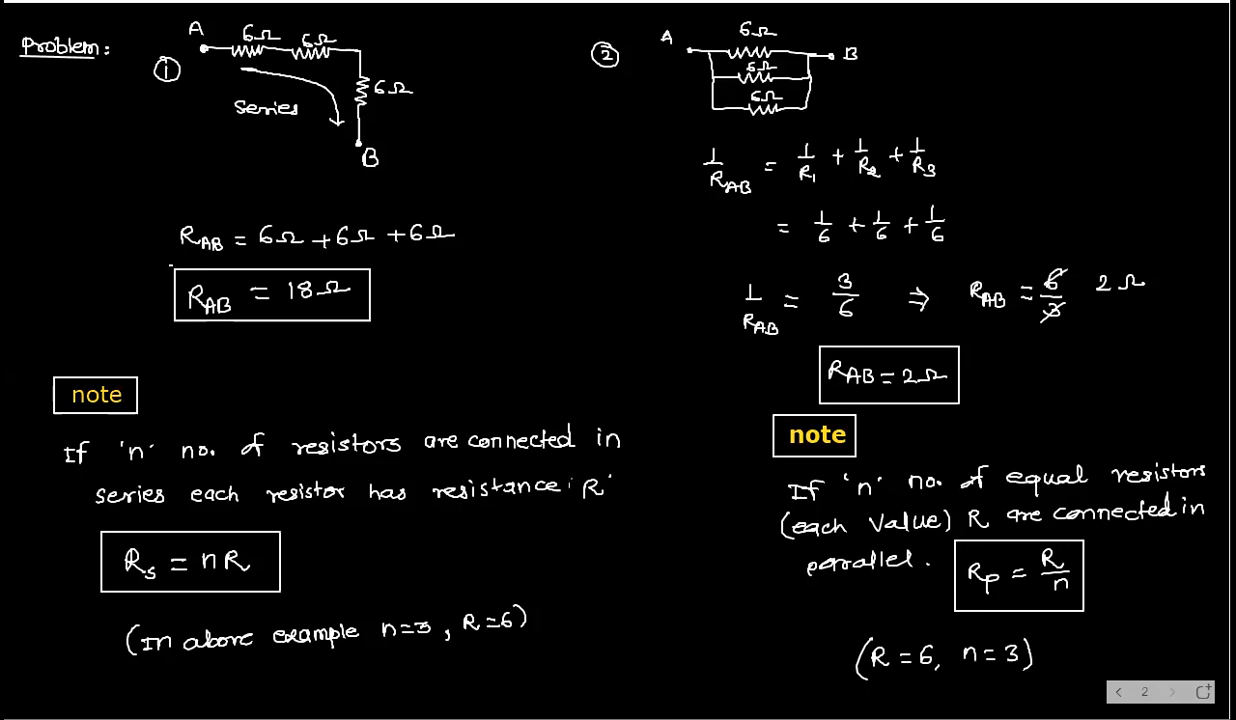 Problem:
① A 6Ω 6Ω
6Ω
Series
B
R_AB = 6Ω + 6Ω + 6Ω
R_AB = 18Ω
note
If 'n' no. of resistors are connected in
series each resistor has resistance 'R'
R_s = nR
(In above example n=3, R=6)
② A 6Ω B
6Ω
6Ω
1/R_AB = 1/R_1 + 1/R_2 + 1/R_3
= 1/6 + 1/6 + 1/6
1/R_AB = 3/6 ⇒ R_AB = 6/3 2Ω
R_AB = 2Ω
note
If 'n' no. of equal resistors
(each value) R are connected in
parallel.
R_p = R/n
(R = 6, n = 3)
2